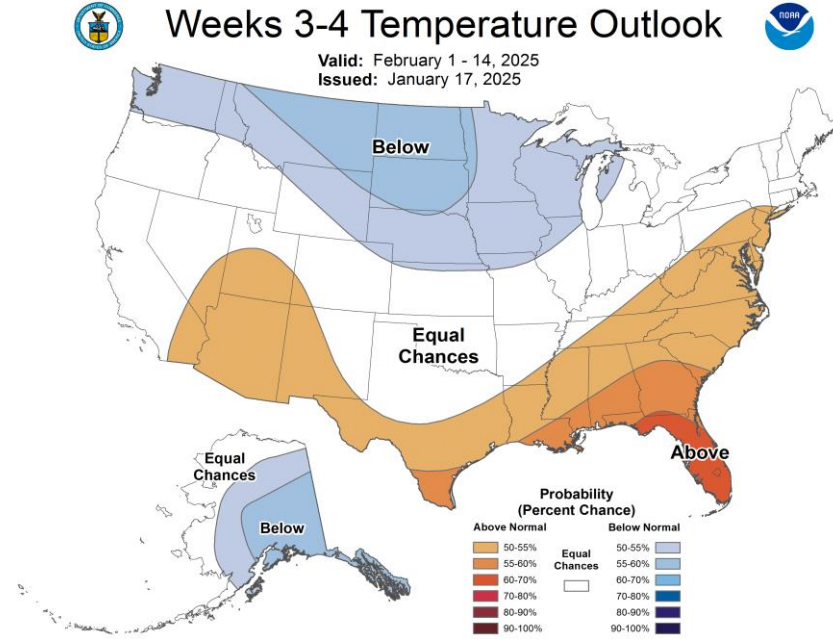 Weeks 3-4 Temperature Outlook
NOAA
Valid: February 1 - 14, 2025
Issued: January 17, 2025
Below
Equal
Chances
Above
Equal
Chances
Below
Probability
(Percent Chance)
Above Normal
Below Normal
50-55%
55-60%
60-70%
70-80%
80-90%
90-100%
Equal
Chances
50-55%
55-60%
60-70%
70-80%
80-90%
90-100%